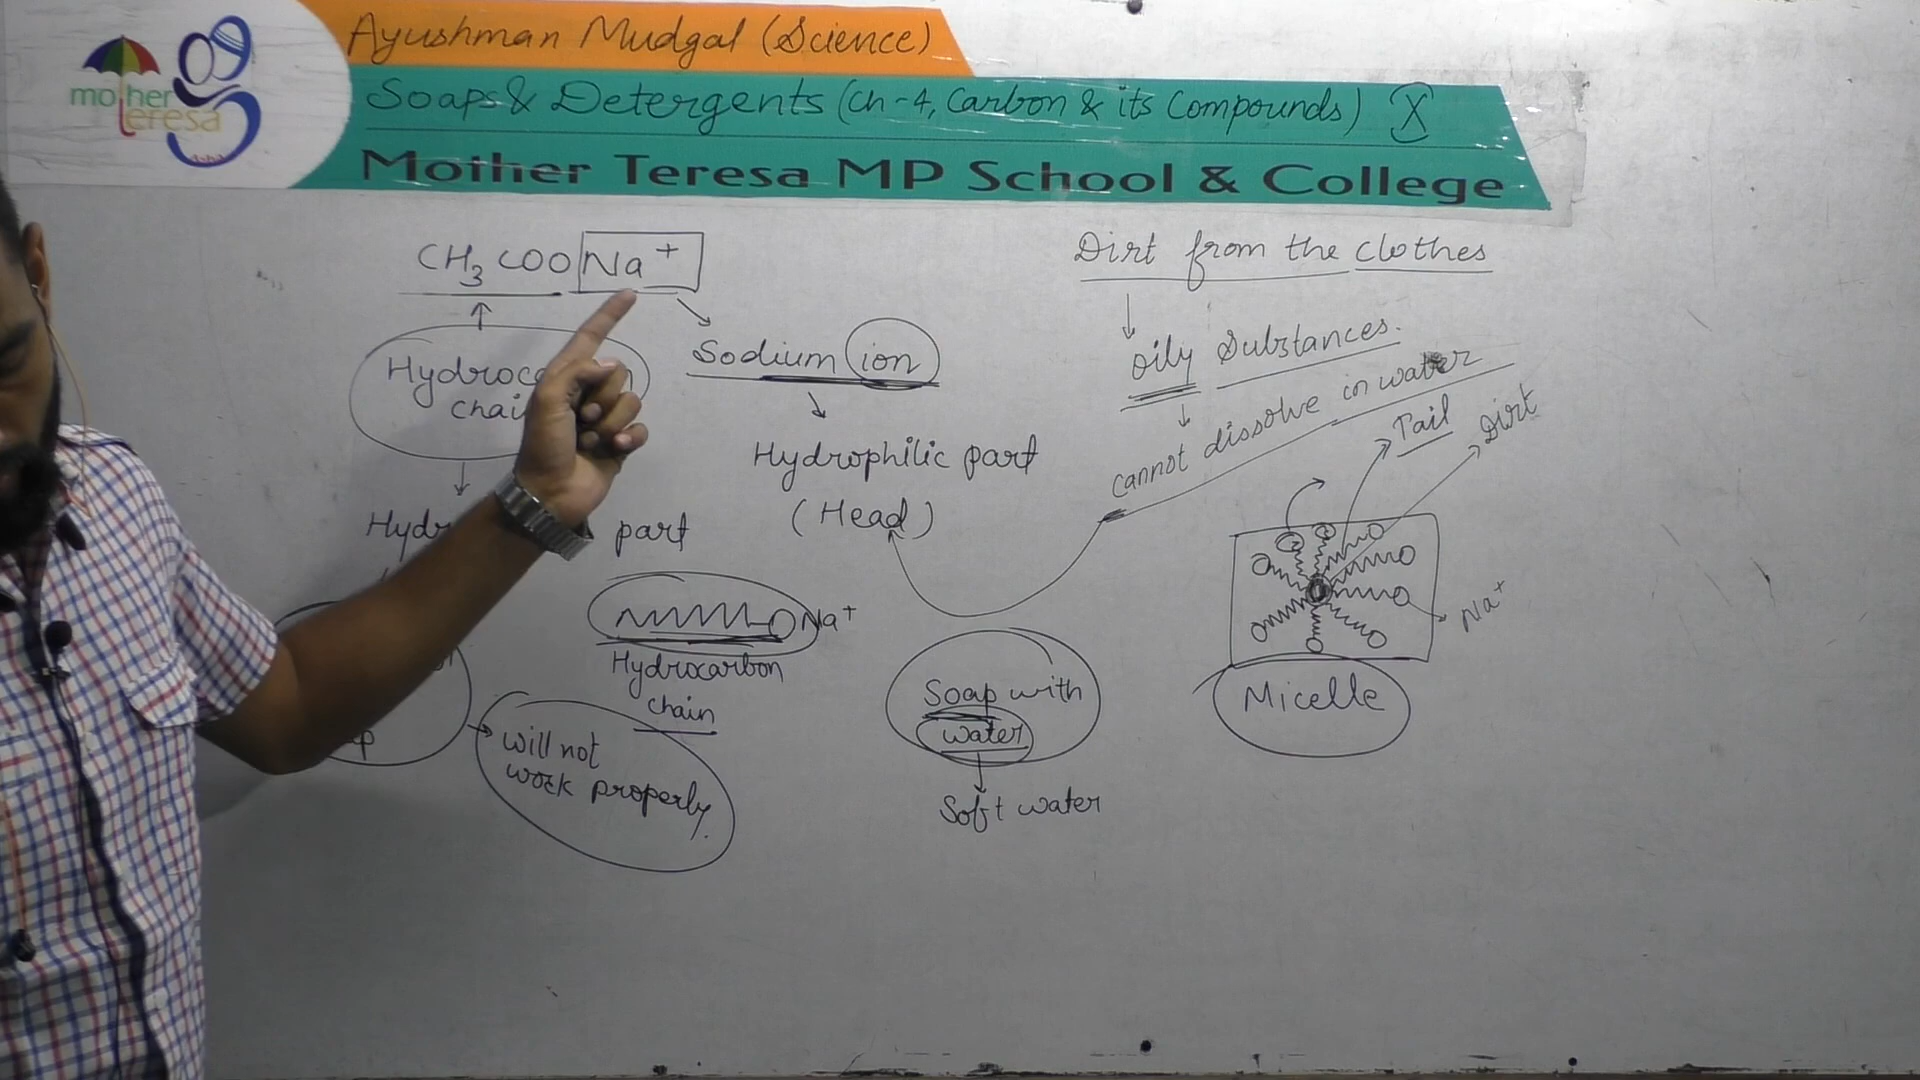 mother
teresa
Ayushman Mudgal (Science)
Soaps & Detergents (Ch-4, Carbon & its Compounds) X
Mother Teresa MP School & College
CH3COONa+
Sodium ion
Hydrophilic part
(Head)
part
Na+
Hydrocarbon
chain
will not
work properly.
Dirt from the clothes
Oily Substances.
cannot dissolve in water
Tail
Dirt
Na+
Micelle
Soap with
water
Soft water